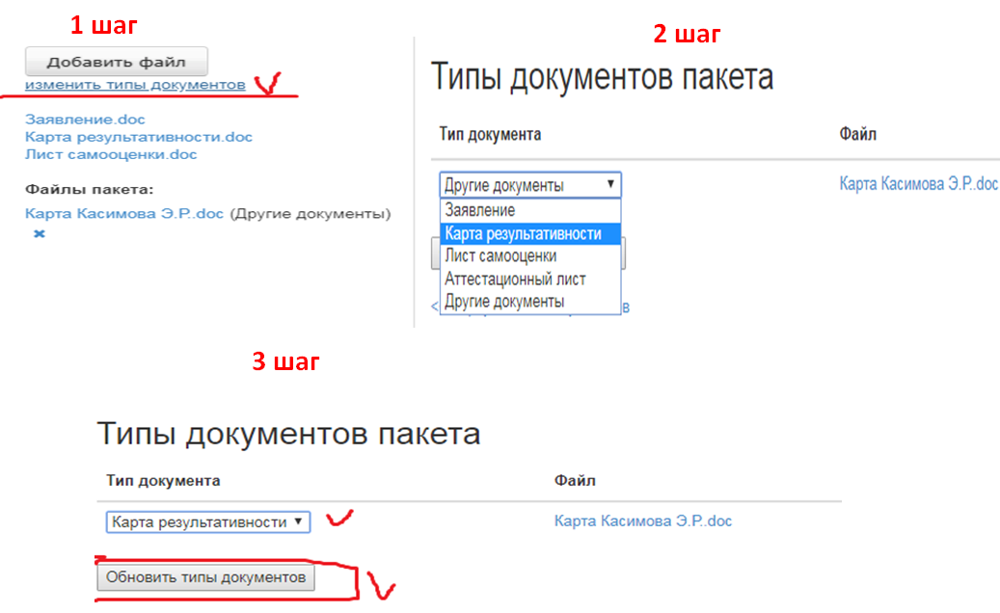 1 шаг
Добавить файл
изменить типы документов
Заявление.doc
Карта результативности.doc
Лист самооценки.doc
Файлы пакета:
Карта Касимова Э.Р..doc (Другие документы)
2 шаг
Типы документов пакета
Тип документа Файл
Другие документы Карта Касимова Э.Р..doc
Заявление
Карта результативности
Лист самооценки
Аттестационный лист
Другие документы
3 шаг
Типы документов пакета
Тип документа Файл
Карта результативности Карта Касимова Э.Р..doc
Обновить типы документов